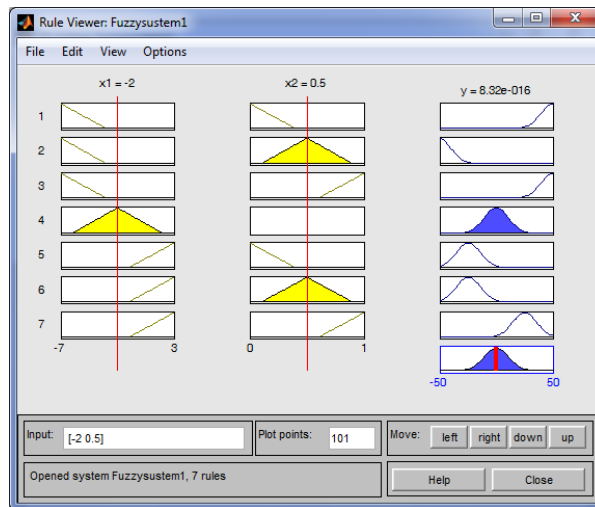 Rule Viewer: Fuzzysustem1
File Edit View Options
x1 = -2 x2 = 0.5 y = 8.32e-016
1
2
3
4
5
6
7
-7 3 0 1
-50 50
Input: [-2 0.5] Plot points: 101 Move: left right down up
Opened system Fuzzysustem1, 7 rules Help Close